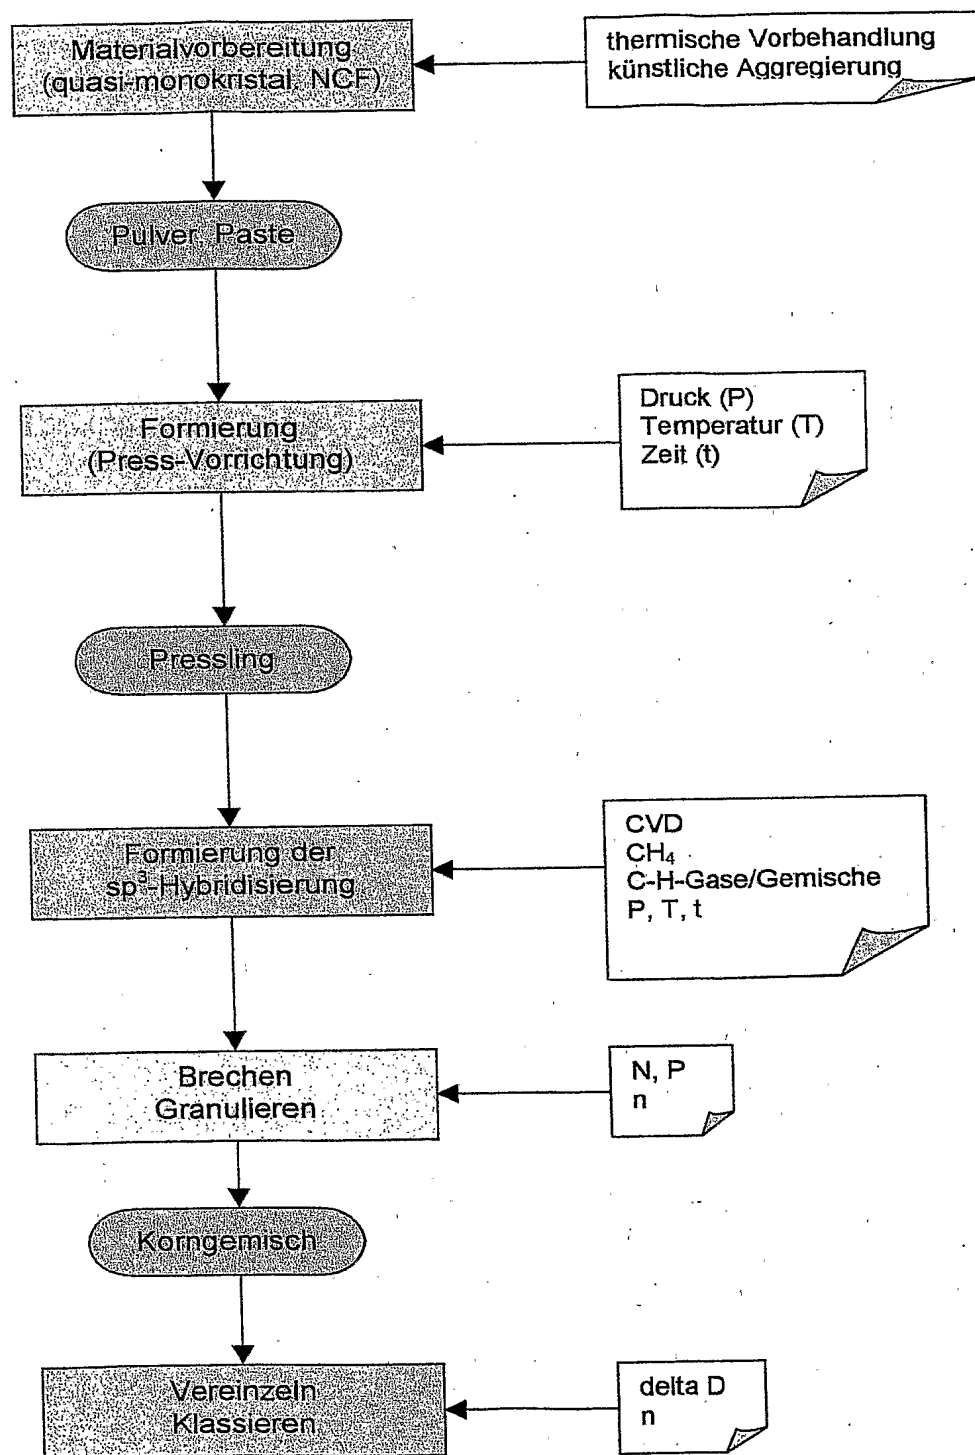 Materialvorbereitung
(quasi-monokristal, NCF)
thermische Vorbehandlung
künstliche Aggregierung
Pulver, Paste
Formierung
(Press-Vorrichtung)
Druck (P)
Temperatur (T)
Zeit (t)
Pressling
Formierung der
sp³-Hybridisierung
CVD
CH₄
C-H-Gase/Gemische
P, T, t
Brechen
Granulieren
N, P
n
Korngemisch
Vereinzeln
Klassieren
delta D
n